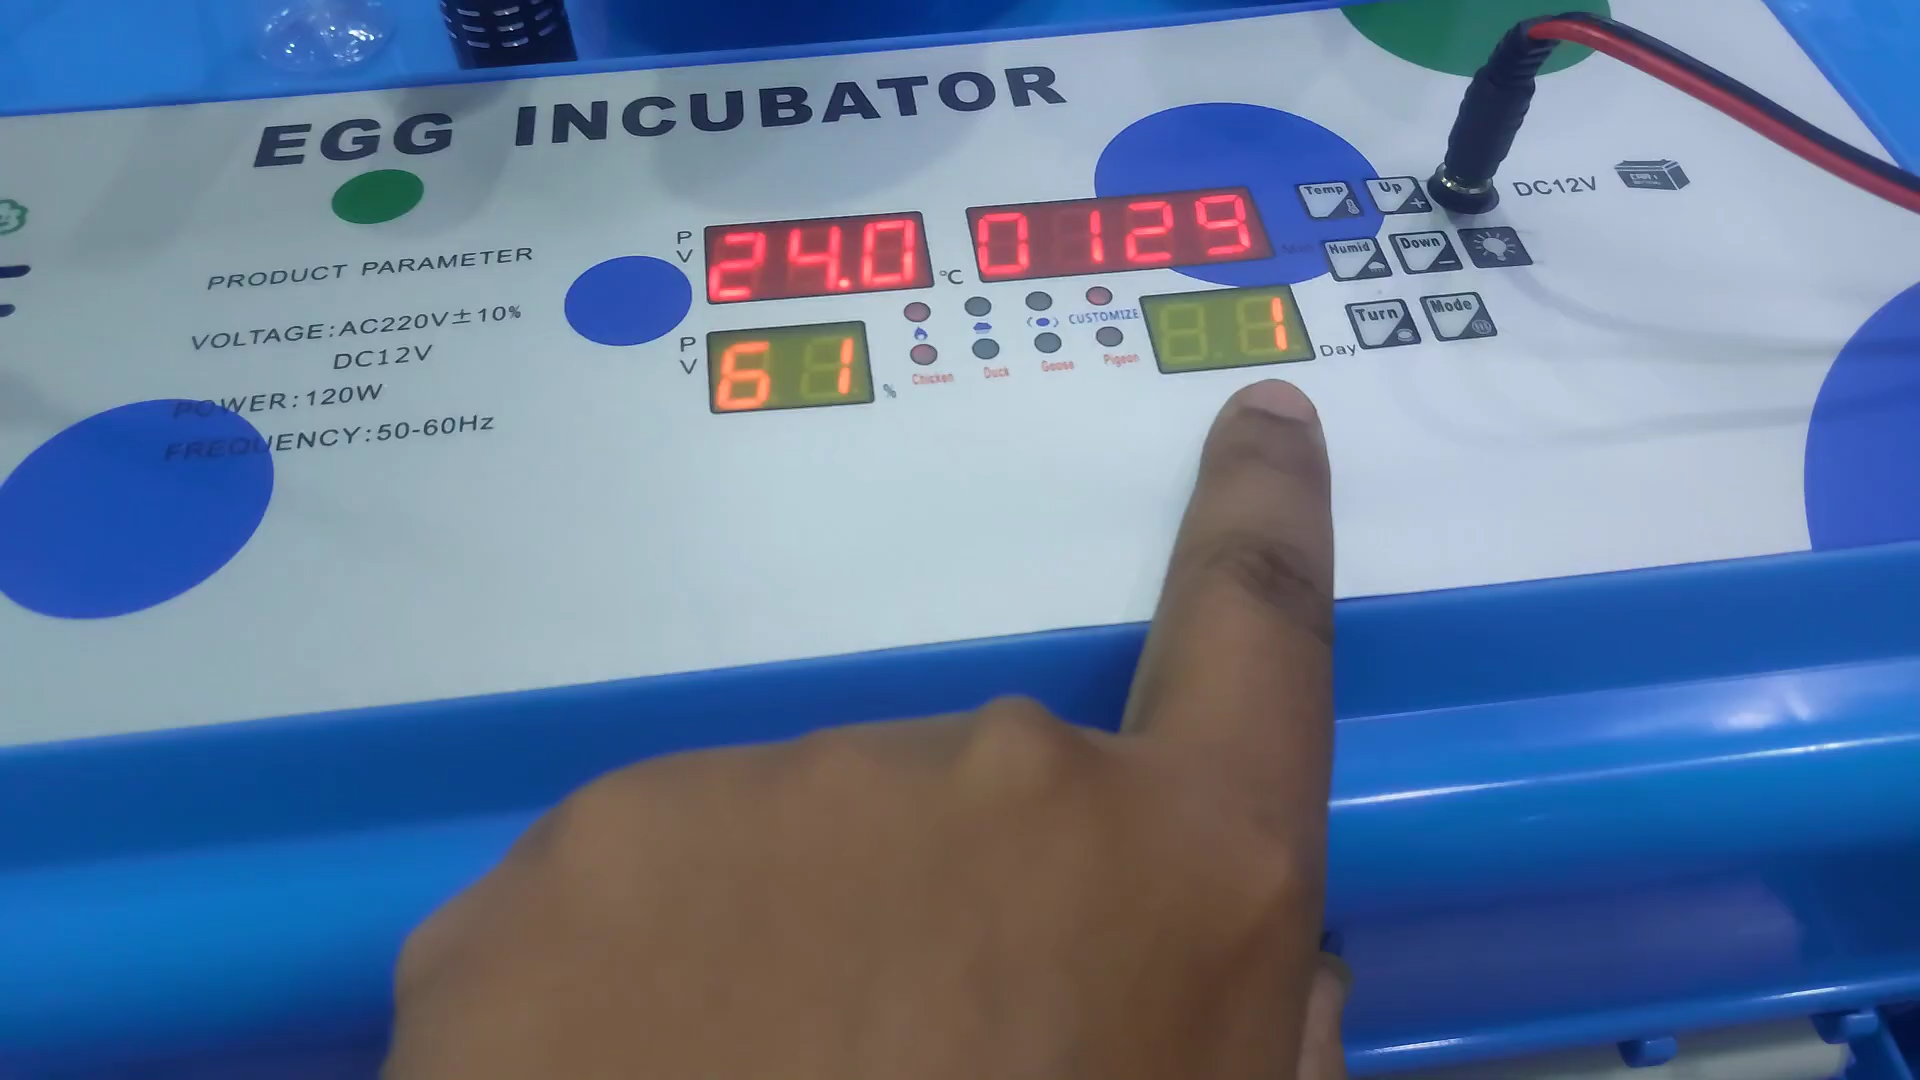 EGG INCUBATOR
PRODUCT PARAMETER
VOLTAGE:AC220V±10%
DC12V
POWER:120W
FREQUENCY:50-60Hz
PV 24.0 °C
0129
PV 61 %
CUSTOMIZE
Chicken Duck Goose Pigeon
1 Day
Temp Up +
Humid Down −
Turn Mode
DC12V